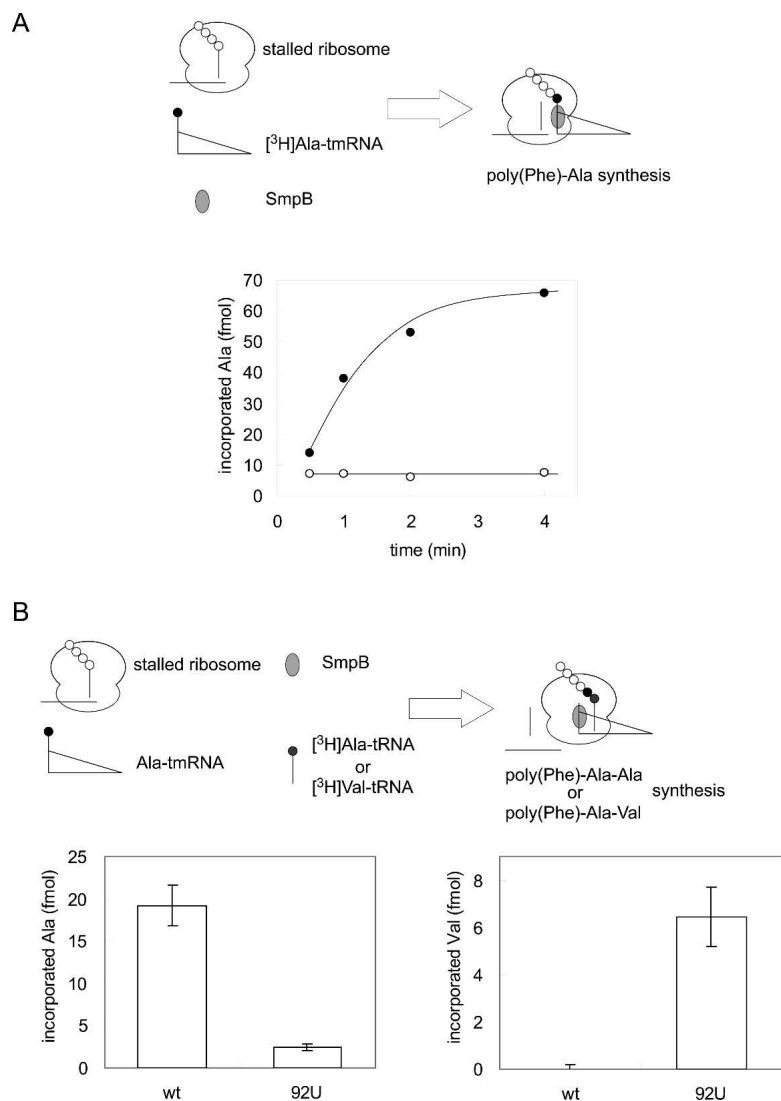 A
stalled ribosome
[³H]Ala-tmRNA
SmpB
poly(Phe)-Ala synthesis
incorporated Ala (fmol)
70
60
50
40
30
20
10
0
0 1 2 3 4
time (min)
B
stalled ribosome
SmpB
Ala-tmRNA
[³H]Ala-tRNA
or
[³H]Val-tRNA
poly(Phe)-Ala-Ala
or
poly(Phe)-Ala-Val
synthesis
incorporated Ala (fmol)
25
20
15
10
5
0
wt 92U
incorporated Val (fmol)
8
6
4
2
0
wt 92U